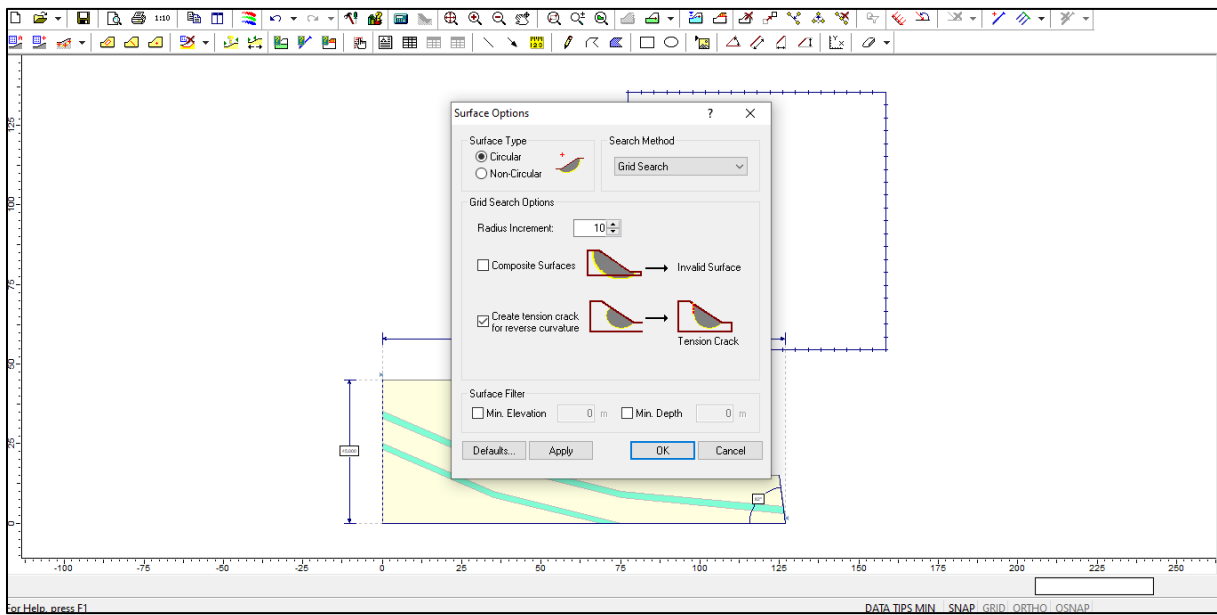 1:10
125
100
75
50
25
0
Surface Options
?
Surface Type
Circular
Non-Circular
Search Method
Grid Search
Grid Search Options
Radius Increment:
10
Composite Surfaces
Invalid Surface
Create tension crack
for reverse curvature
Tension Crack
Surface Filter
Min. Elevation
0 m
Min. Depth
0 m
Defaults...
Apply
OK
Cancel
-100 -75 -50 -25 0 25 50 75 100 125 150 175 200 225 250
For Help, press F1
DATA TIPS MIN SNAP GRID ORTHO OSNAP